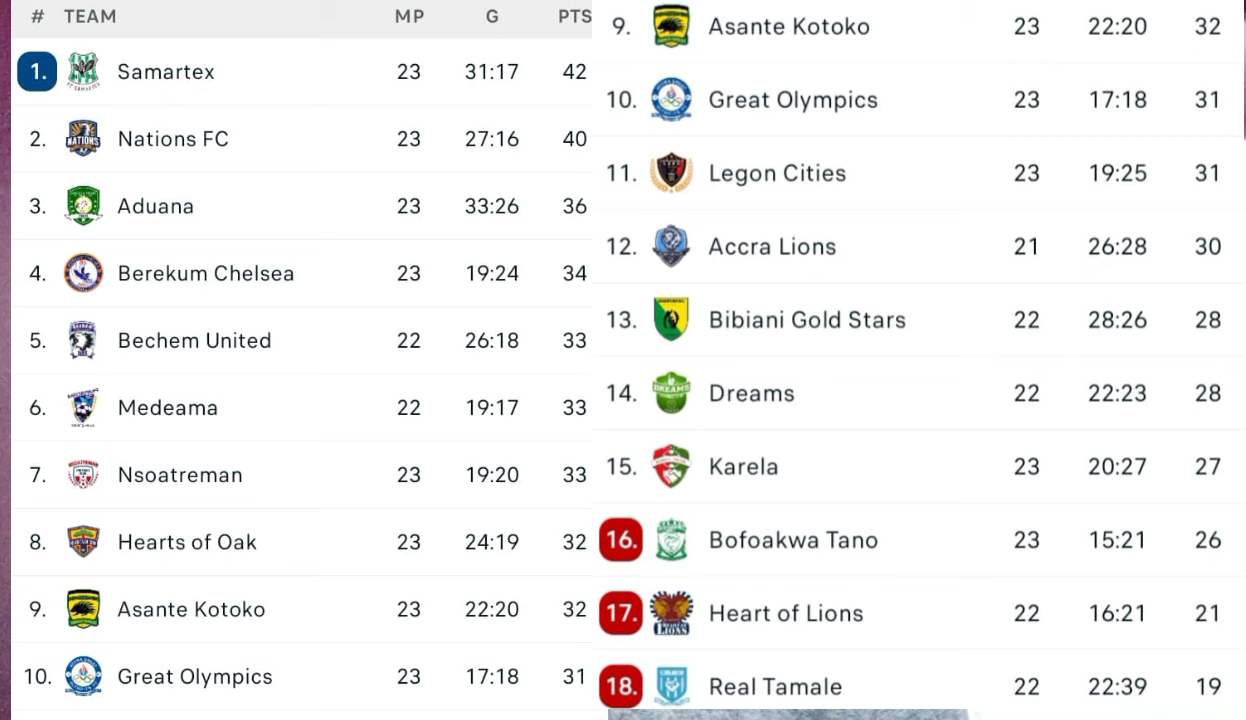 # TEAM MP G PTS
1. Samartex 23 31:17 42
2. Nations FC 23 27:16 40
3. Aduana 23 33:26 36
4. Berekum Chelsea 23 19:24 34
5. Bechem United 22 26:18 33
6. Medeama 22 19:17 33
7. Nsoatreman 23 19:20 33
8. Hearts of Oak 23 24:19 32
9. Asante Kotoko 23 22:20 32
10. Great Olympics 23 17:18 31
9. Asante Kotoko 23 22:20 32
10. Great Olympics 23 17:18 31
11. Legon Cities 23 19:25 31
12. Accra Lions 21 26:28 30
13. Bibiani Gold Stars 22 28:26 28
14. Dreams 22 22:23 28
15. Karela 23 20:27 27
16. Bofoakwa Tano 23 15:21 26
17. Heart of Lions 22 16:21 21
18. Real Tamale 22 22:39 19